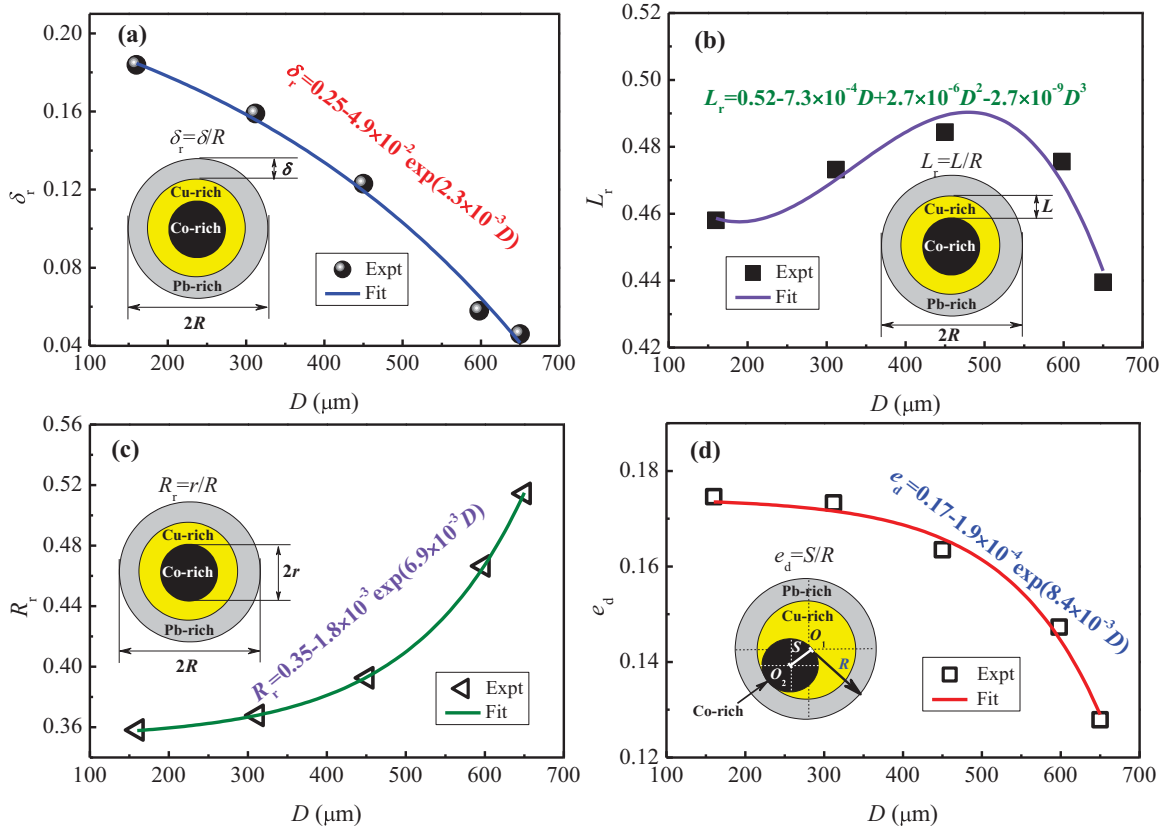 (a)
0.20
0.16
0.12
0.08
0.04
δr
δr=δ/R
δ
Cu-rich
Co-rich
Pb-rich
2R
δr=0.25-4.9×10-2exp(2.3×10-3D)
Expt
Fit
100 200 300 400 500 600 700
D (μm)
(b)
0.52
0.50
0.48
0.46
0.44
0.42
Lr
Lr=0.52-7.3×10-4D+2.7×10-6D2-2.7×10-9D3
Lr=L/R
L
Cu-rich
Co-rich
Pb-rich
2R
Expt
Fit
100 200 300 400 500 600 700
D (μm)
(c)
0.56
0.52
0.48
0.44
0.40
0.36
Rr
Rr=r/R
Cu-rich
Co-rich
Pb-rich
2r
2R
Rr=0.35-1.8×10-3exp(6.9×10-3D)
Expt
Fit
100 200 300 400 500 600 700
D (μm)
(d)
0.18
0.16
0.14
0.12
ed
ed=0.17-1.9×10-4exp(8.4×10-3D)
ed=S/R
Pb-rich
Cu-rich
S
O1
O2
R
Co-rich
Expt
Fit
100 200 300 400 500 600 700
D (μm)